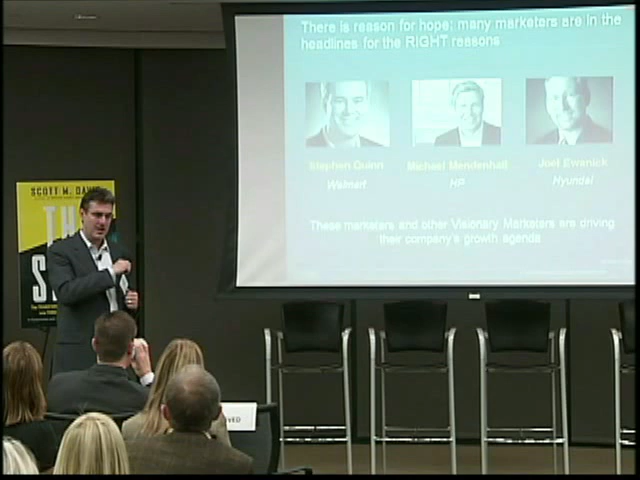 There is reason for hope: many marketers are in the
headlines for the RIGHT reasons
Stephen Quinn
Walmart
Michael Mendenhall
HP
Joel Ewanick
Hyundai
These marketers and other Visionary Marketers are driving
their company's growth agenda
SCOTT M. DAVIS